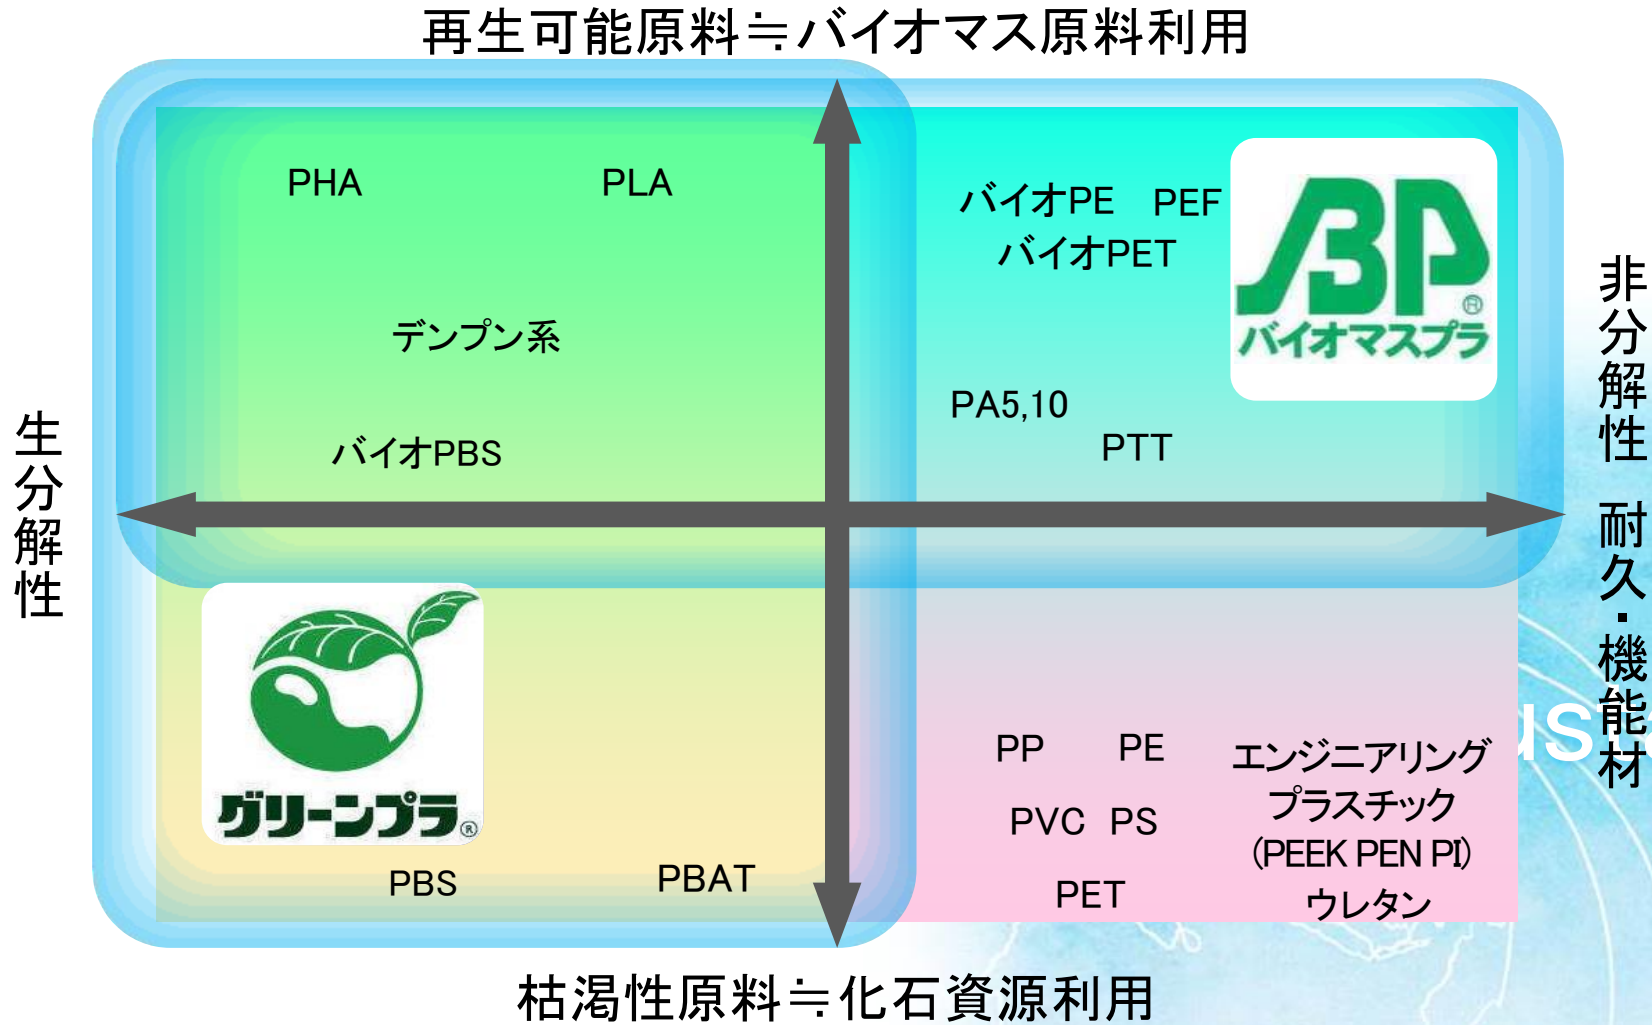 再生可能原料≒バイオマス原料利用
PHA
PLA
バイオPE PEF
バイオPET
BP
®
バイオマスプラ
デンプン系
バイオPBS
PA5,10
PTT
生分解性
非分解性 耐久・機能材
グリーンプラ®
PBS
PBAT
PP PE
PVC PS
PET
エンジニアリング
プラスチック
(PEEK PEN PI)
ウレタン
枯渇性原料≒化石資源利用